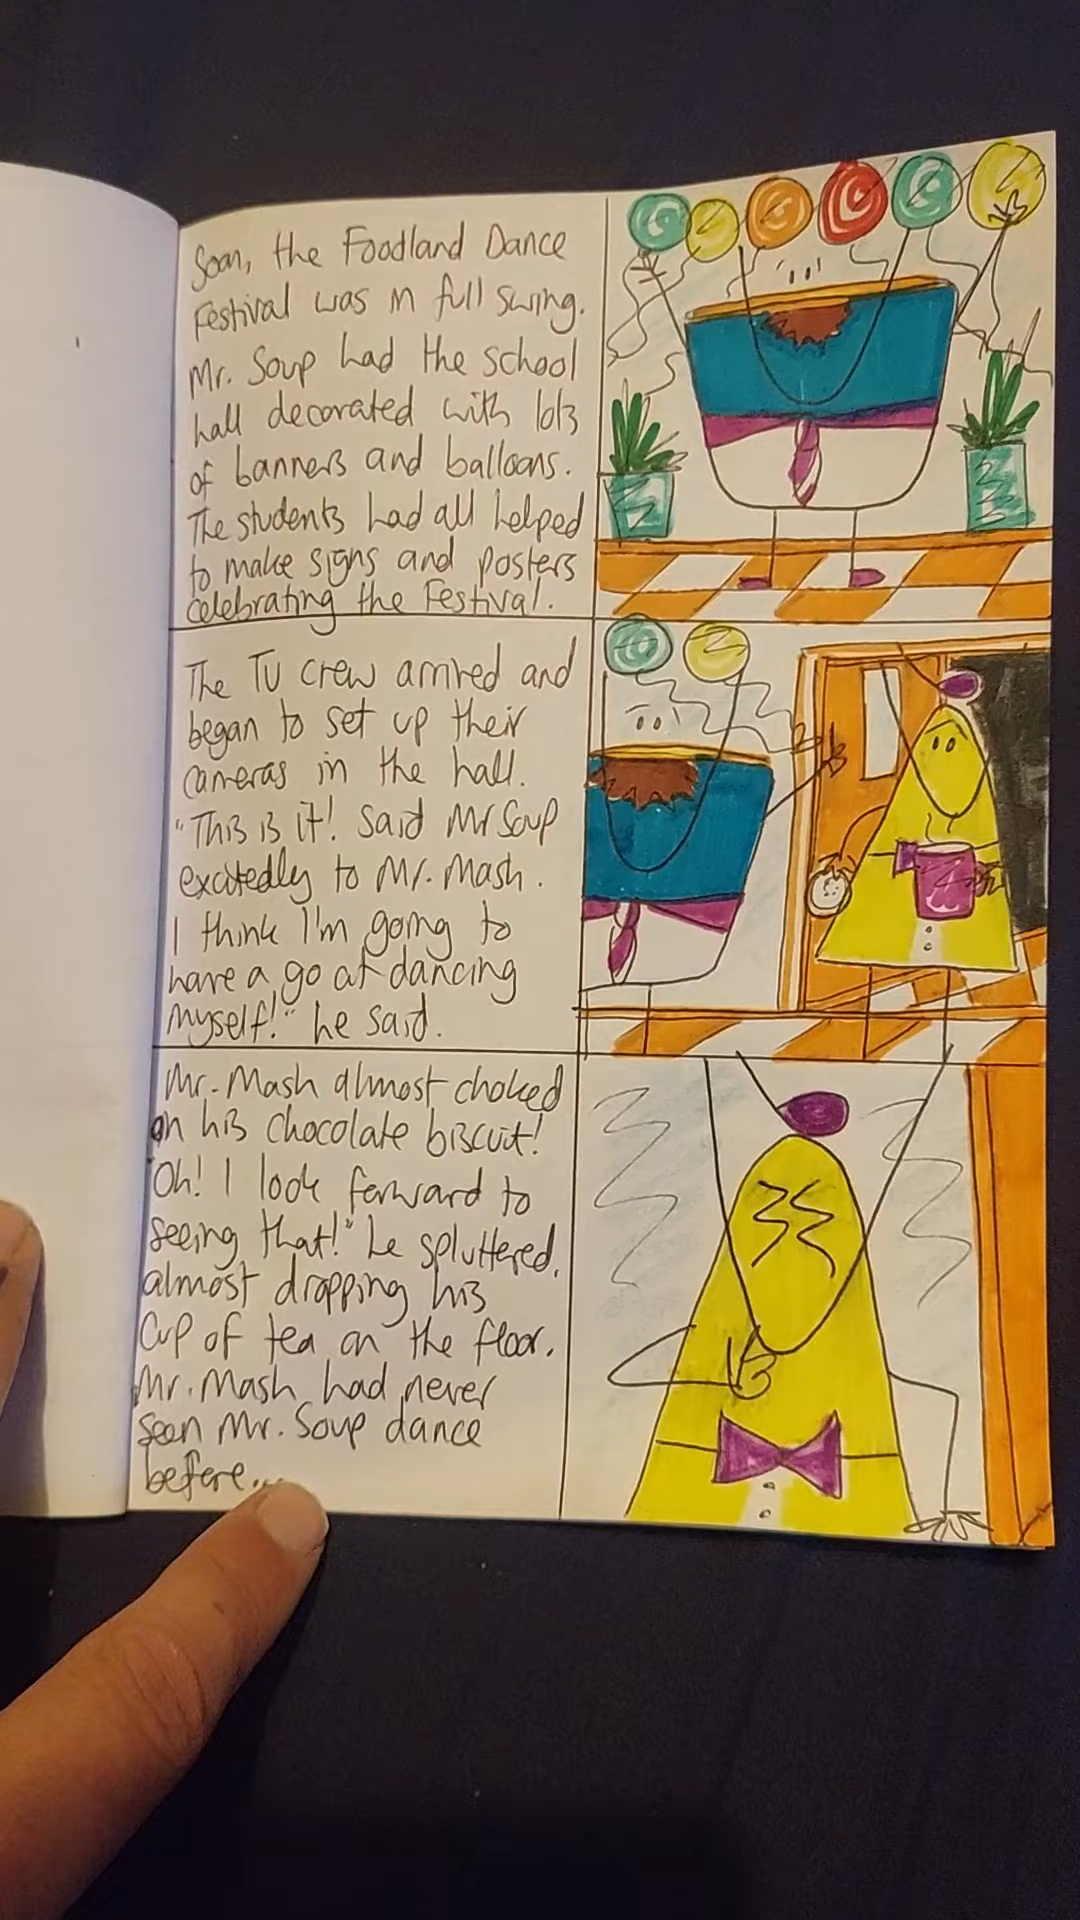 Soon, the Foodland Dance
Festival was in full swing.
Mr. Soup had the school
hall decorated with lots
of banners and balloons.
The students had all helped
to make signs and posters
celebrating the Festival.
The TV crew arrived and
began to set up their
cameras in the hall.
"This is it! said Mr Soup
excitedly to Mr. Mash.
I think I'm going to
have a go at dancing
myself!" he said.
Mr. Mash almost choked
on his chocolate biscuit!
"Oh! I look forward to
seeing that!" he spluttered,
almost dropping his
cup of tea on the floor.
Mr. Mash had never
seen Mr. Soup dance
before...